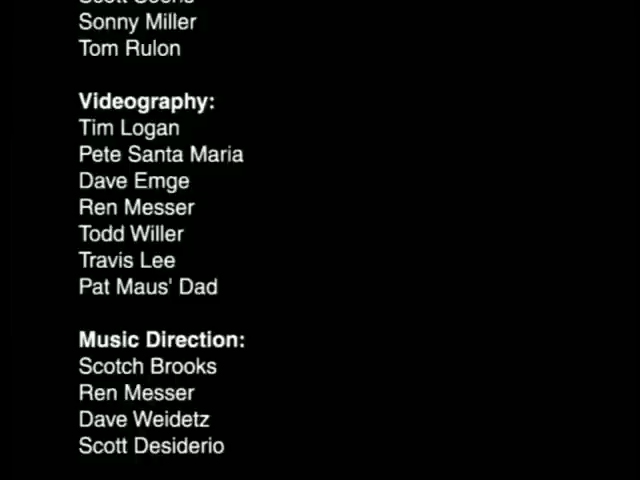 Sonny Miller
Tom Rulon
Videography:
Tim Logan
Pete Santa Maria
Dave Emge
Ren Messer
Todd Willer
Travis Lee
Pat Maus' Dad
Music Direction:
Scotch Brooks
Ren Messer
Dave Weidetz
Scott Desiderio